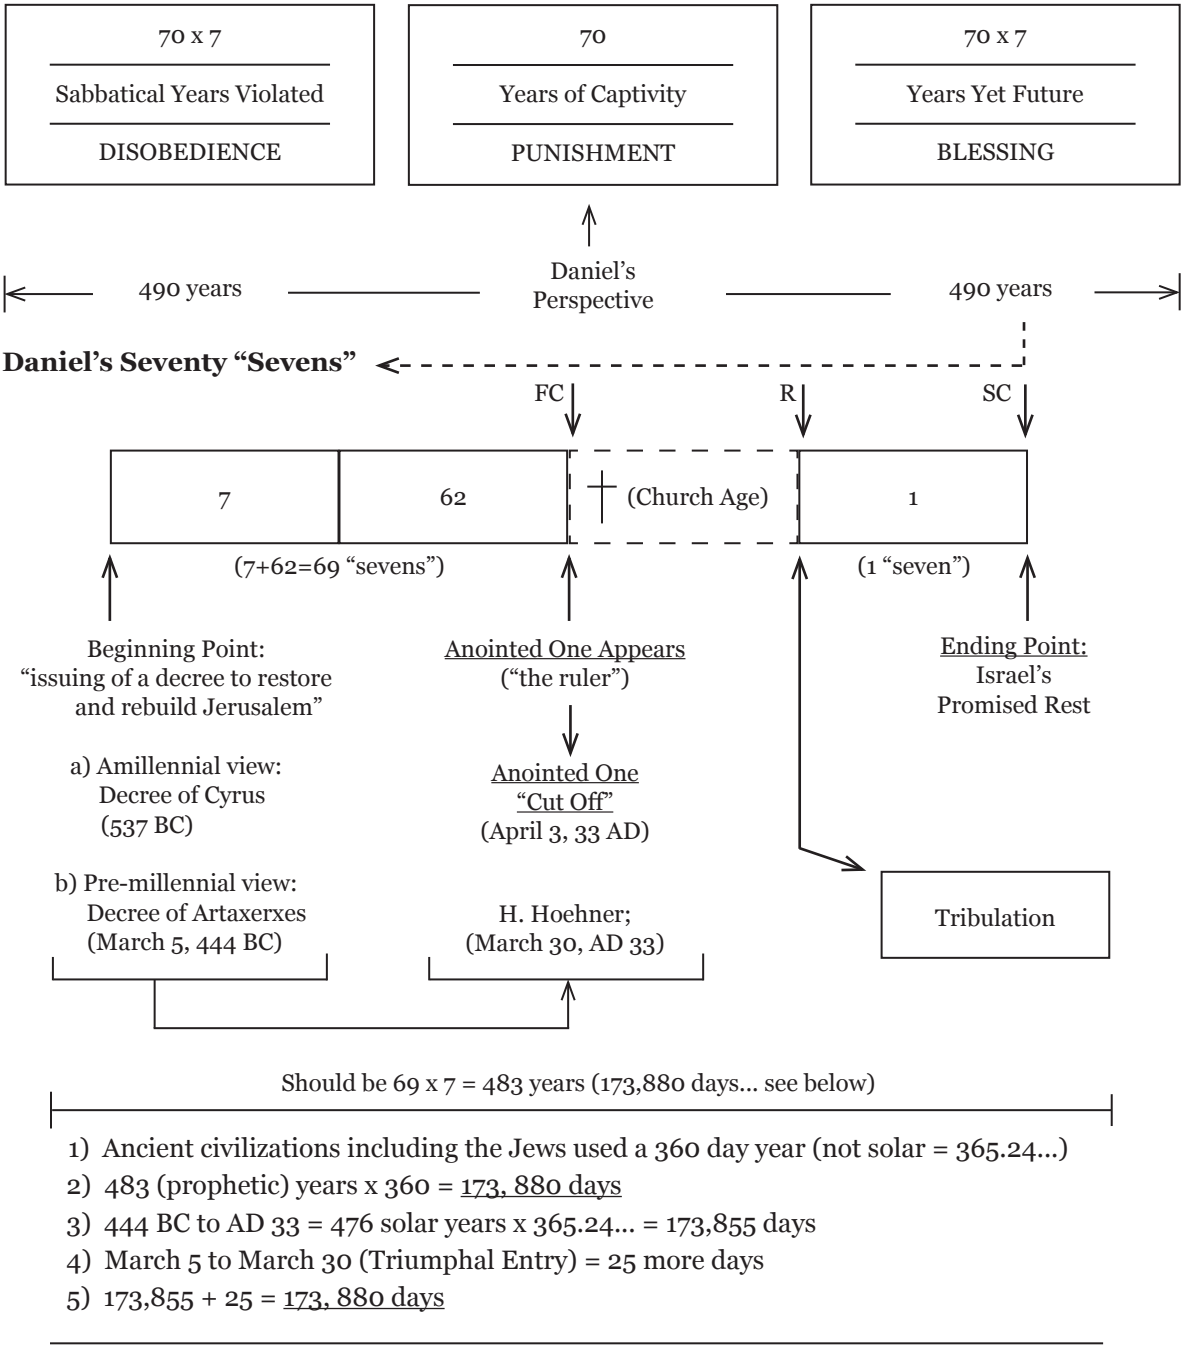 70 x 7
Sabbatical Years Violated
DISOBEDIENCE
70
Years of Captivity
PUNISHMENT
70 x 7
Years Yet Future
BLESSING
490 years
Daniel’s
Perspective
490 years
Daniel’s Seventy “Sevens”
FC
R
SC
7
62
(Church Age)
1
(7+62=69 “sevens”)
(1 “seven”)
Beginning Point:
“issuing of a decree to restore
and rebuild Jerusalem”
a) Amillennial view:
Decree of Cyrus
(537 BC)
b) Pre-millennial view:
Decree of Artaxerxes
(March 5, 444 BC)
Anointed One Appears
(“the ruler”)
Anointed One
“Cut Off”
(April 3, 33 AD)
H. Hoehner;
(March 30, AD 33)
Ending Point:
Israel’s
Promised Rest
Tribulation
Should be 69 x 7 = 483 years (173,880 days... see below)
1) Ancient civilizations including the Jews used a 360 day year (not solar = 365.24...)
2) 483 (prophetic) years x 360 = 173, 880 days
3) 444 BC to AD 33 = 476 solar years x 365.24... = 173,855 days
4) March 5 to March 30 (Triumphal Entry) = 25 more days
5) 173,855 + 25 = 173, 880 days